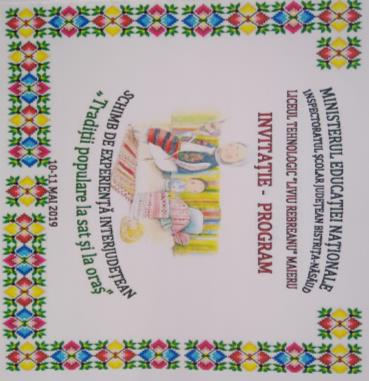 MINISTERUL EDUCAȚIEI NAȚIONALE
INSPECTORATUL ȘCOLAR JUDEȚEAN BISTRIȚA-NĂSĂUD
LICEUL TEHNOLOGIC "LIVIU REBREANU" MAIERU
INVITAȚIE - PROGRAM
SCHIMB DE EXPERIENȚĂ INTERJUDEȚEAN
"Tradiții populare la sat și la oraș"
10-11 MAI 2019